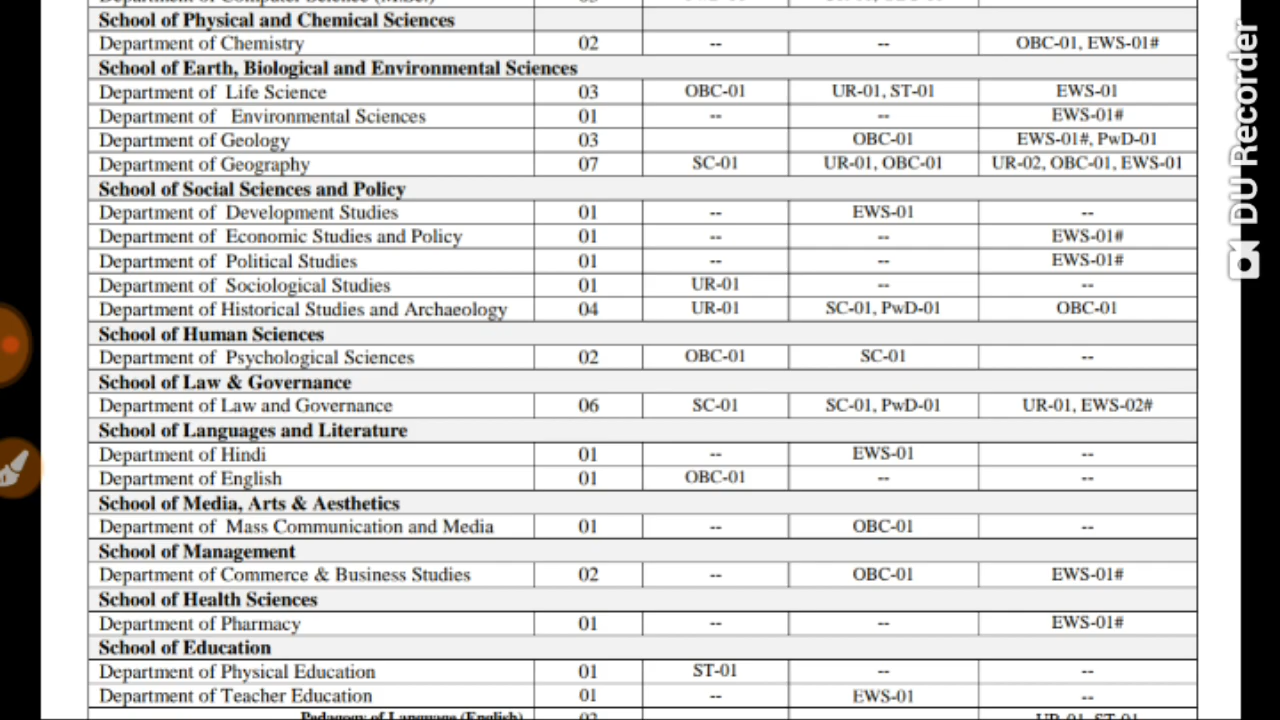 School of Physical and Chemical Sciences
Department of Chemistry 02 -- -- OBC-01, EWS-01#
School of Earth, Biological and Environmental Sciences
Department of Life Science 03 OBC-01 UR-01, ST-01 EWS-01
Department of Environmental Sciences 01 -- -- EWS-01#
Department of Geology 03 OBC-01 EWS-01#, PwD-01
Department of Geography 07 SC-01 UR-01, OBC-01 UR-02, OBC-01, EWS-01
School of Social Sciences and Policy
Department of Development Studies 01 -- EWS-01 --
Department of Economic Studies and Policy 01 -- -- EWS-01#
Department of Political Studies 01 -- -- EWS-01#
Department of Sociological Studies 01 UR-01 -- --
Department of Historical Studies and Archaeology 04 UR-01 SC-01, PwD-01 OBC-01
School of Human Sciences
Department of Psychological Sciences 02 OBC-01 SC-01 --
School of Law & Governance
Department of Law and Governance 06 SC-01 SC-01, PwD-01 UR-01, EWS-02#
School of Languages and Literature
Department of Hindi 01 -- EWS-01 --
Department of English 01 OBC-01 -- --
School of Media, Arts & Aesthetics
Department of Mass Communication and Media 01 -- OBC-01 --
School of Management
Department of Commerce & Business Studies 02 -- OBC-01 EWS-01#
School of Health Sciences
Department of Pharmacy 01 -- -- EWS-01#
School of Education
Department of Physical Education 01 ST-01 -- --
Department of Teacher Education 01 -- EWS-01 --
Pedagogy of Language (English)
DU Recorder